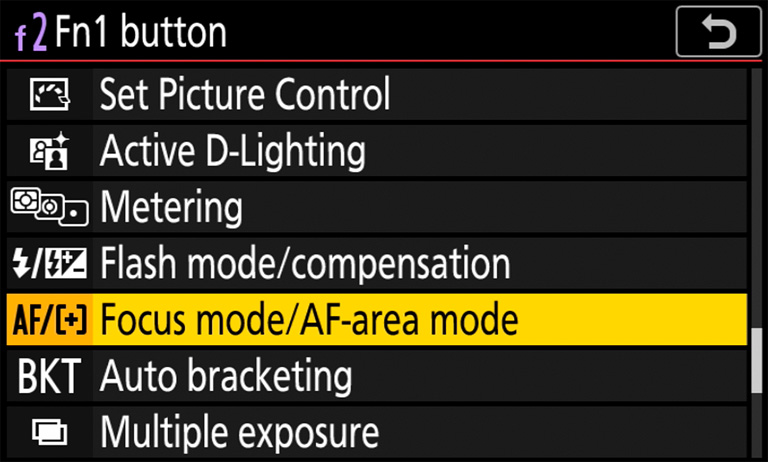 f2 Fn1 button
Set Picture Control
Active D-Lighting
Metering
Flash mode/compensation
AF/[+] Focus mode/AF-area mode
BKT Auto bracketing
Multiple exposure